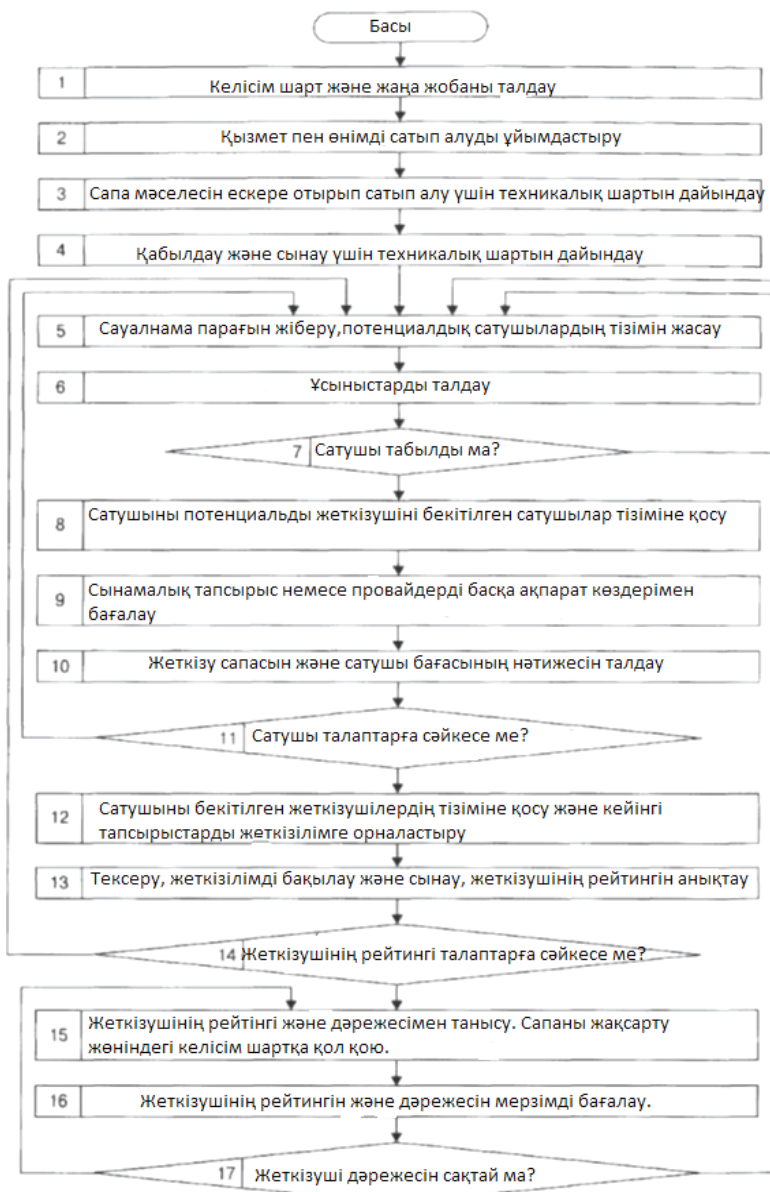 Басы
1 Келісім шарт және жаңа жобаны талдау
2 Қызмет пен өнімді сатып алуды ұйымдастыру
3 Сапа мәселесін ескере отырып сатып алу үшін техникалық шартын дайындау
4 Қабылдау және сынау үшін техникалық шартын дайындау
5 Сауалнама парағын жіберу,потенциалдық сатушылардың тізімін жасау
6 Ұсыныстарды талдау
7 Сатушы табылды ма?
8 Сатушыны потенциальды жеткізушіні бекітілген сатушылар тізіміне қосу
9 Сынамалық тапсырыс немесе провайдерді басқа ақпарат көздерімен
бағалау
10 Жеткізу сапасын және сатушы бағасының нәтижесін талдау
11 Сатушы талаптарға сәйкесе ме?
12 Сатушыны бекітілген жеткізушілердің тізіміне қосу және кейінгі
тапсырыстарды жеткізілімге орналастыру
13 Тексеру, жеткізілімді бақылау және сынау, жеткізушінің рейтингін анықтау
14 Жеткізушінің рейтингі талаптарға сәйкесе ме?
15 Жеткізушінің рейтінгі және дәрежесімен танысу. Сапаны жақсарту
жөніндегі келісім шартқа қол қою.
16 Жеткізушінің рейтингін және дәрежесін мерзімді бағалау.
17 Жеткізуші дәрежесін сақтай ма?